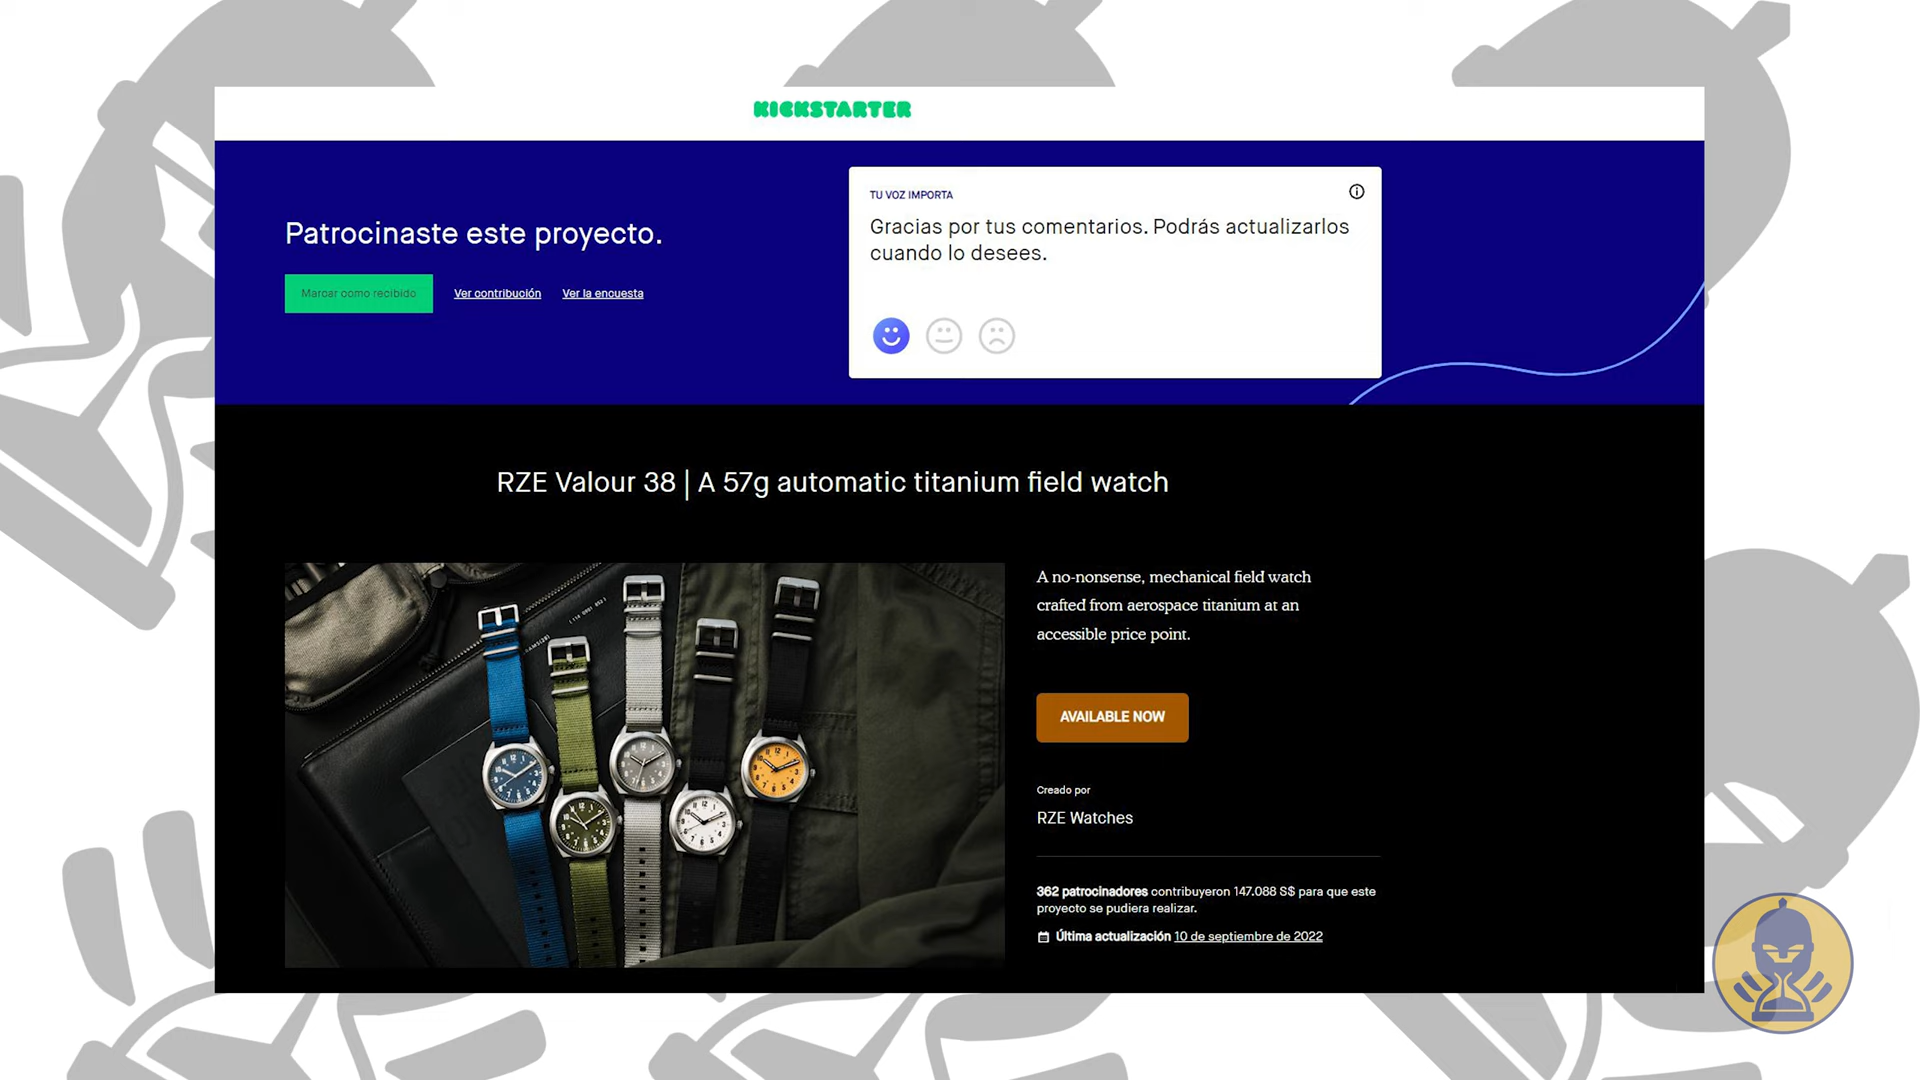 KICKSTARTER
Patrocinaste este proyecto.
Marcar como recibido
Ver contribución
Ver la encuesta
TU VOZ IMPORTA
Gracias por tus comentarios. Podrás actualizarlos
cuando lo desees.
RZE Valour 38 | A 57g automatic titanium field watch
A no-nonsense, mechanical field watch
crafted from aerospace titanium at an
accessible price point.
AVAILABLE NOW
Creado por
RZE Watches
362 patrocinadores contribuyeron 147.088 S$ para que este
proyecto se pudiera realizar.
Última actualización 10 de septiembre de 2022